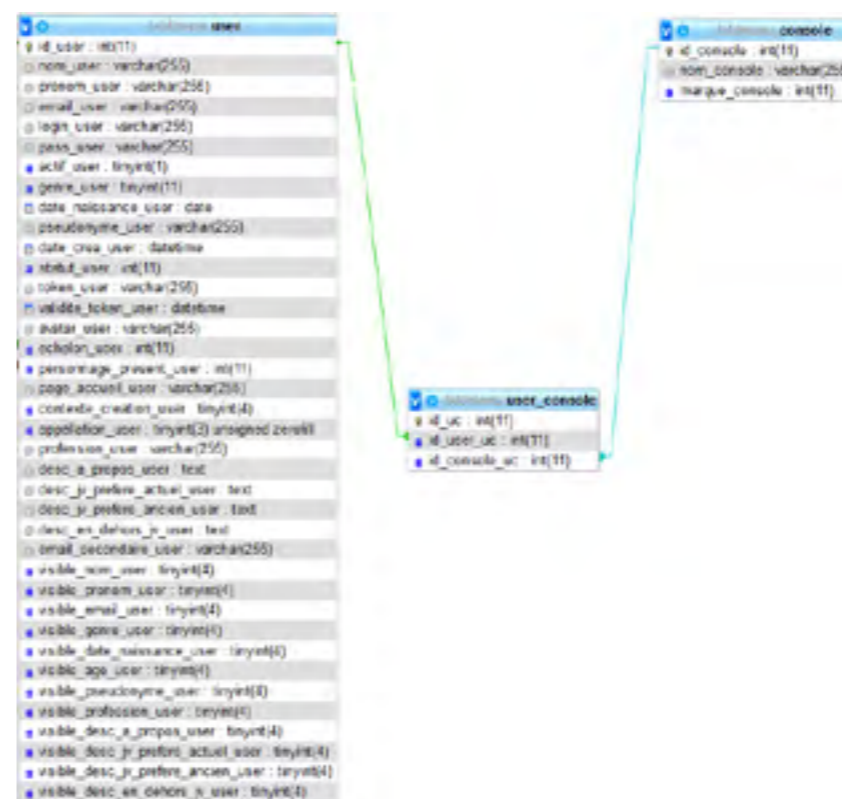 user
id_user : int(11)
nom_user : varchar(255)
prenom_user : varchar(255)
email_user : varchar(255)
login_user : varchar(255)
pass_user : varchar(255)
actif_user : tinyint(1)
genre_user : tinyint(11)
date_naissance_user : date
pseudonyme_user : varchar(255)
date_crea_user : datetime
statut_user : int(11)
token_user : varchar(255)
validite_token_user : datetime
avatar_user : varchar(255)
echelon_user : int(11)
personnage_present_user : int(11)
page_accueil_user : varchar(255)
contexte_creation_user : tinyint(4)
appellation_user : tinyint(3) unsigned zerofill
profession_user : varchar(255)
desc_a_propos_user : text
desc_jv_prefere_actuel_user : text
desc_jv_prefere_ancien_user : text
desc_en_dehors_jv_user : text
email_secondaire_user : varchar(255)
visible_nom_user : tinyint(4)
visible_prenom_user : tinyint(4)
visible_email_user : tinyint(4)
visible_genre_user : tinyint(4)
visible_date_naissance_user : tinyint(4)
visible_age_user : tinyint(4)
visible_pseudonyme_user : tinyint(4)
visible_profession_user : tinyint(4)
visible_desc_a_propos_user : tinyint(4)
visible_desc_jv_prefere_actuel_user : tinyint(4)
visible_desc_jv_prefere_ancien_user : tinyint(4)
visible_desc_en_dehors_jv_user : tinyint(4)
user_console
id_uc : int(11)
id_user_uc : int(11)
id_console_uc : int(11)
console
id_console : int(11)
nom_console : varchar(25
marque_console : int(11)